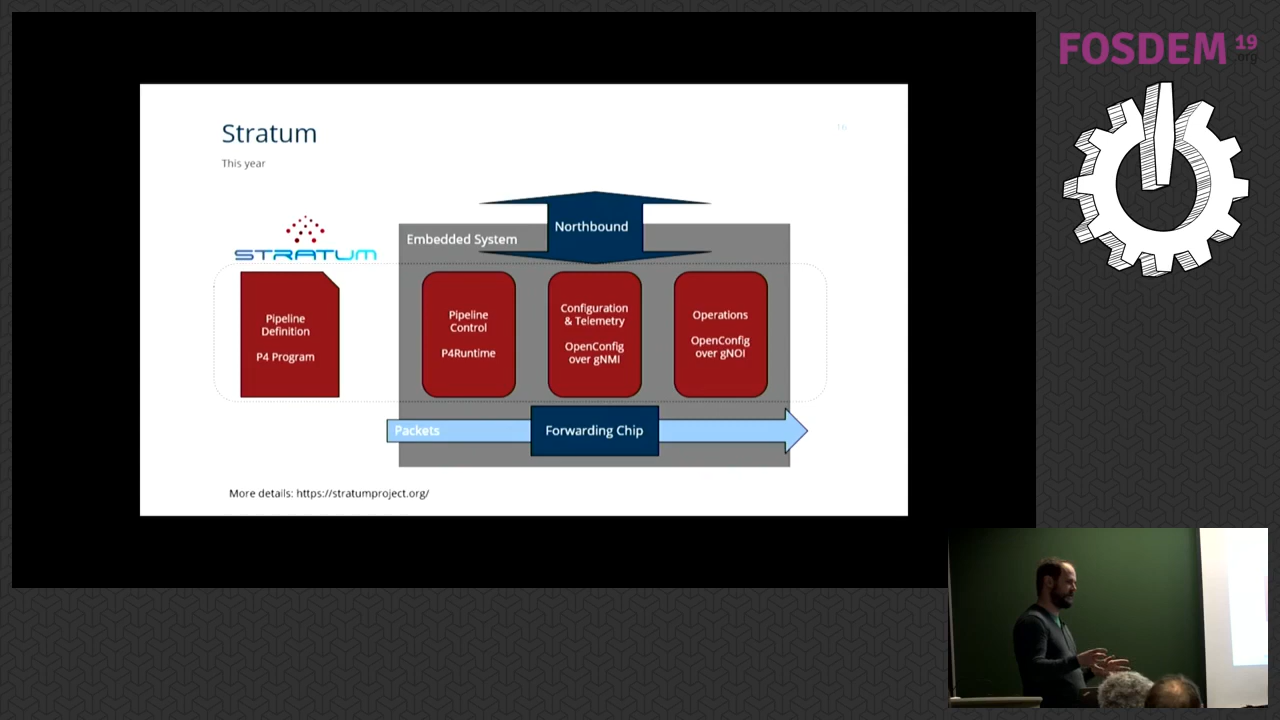 FOSDEM 19
.org
Stratum
16
This year
Northbound
Embedded System
STRATUM
Pipeline
Definition
P4 Program
Pipeline
Control
P4Runtime
Configuration
& Telemetry
OpenConfig
over gNMI
Operations
OpenConfig
over gNOI
Packets
Forwarding Chip
More details: https://stratumproject.org/